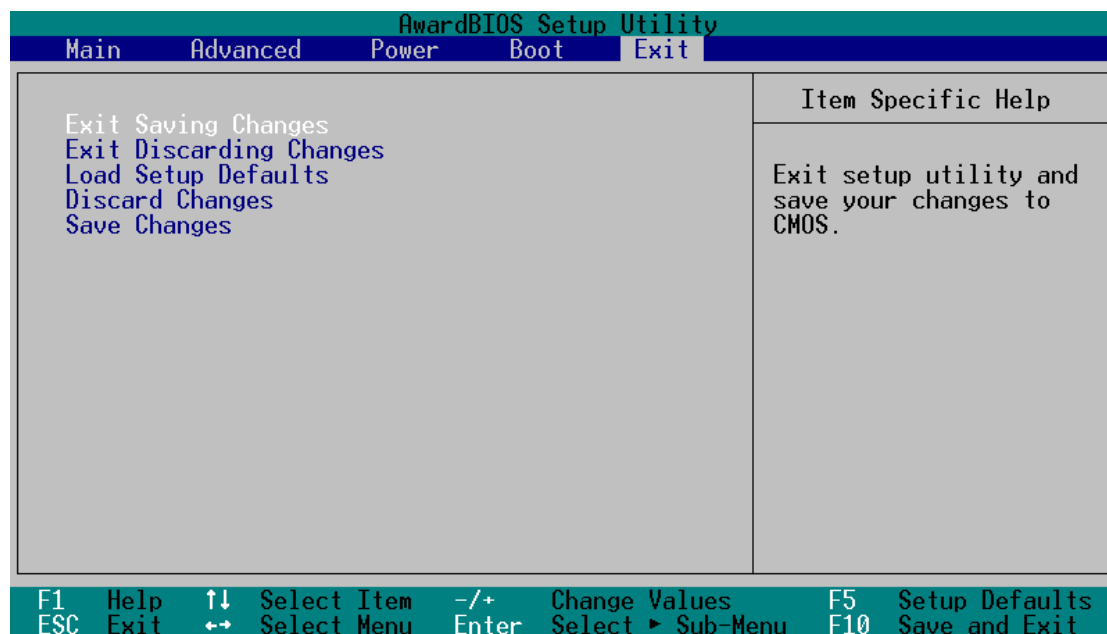 AwardBIOS Setup Utility
Main Advanced Power Boot Exit
Exit Saving Changes
Exit Discarding Changes
Load Setup Defaults
Discard Changes
Save Changes
Item Specific Help
Exit setup utility and
save your changes to
CMOS.
F1 Help ↑↓ Select Item -/+ Change Values F5 Setup Defaults
ESC Exit ←→ Select Menu Enter Select ► Sub-Menu F10 Save and Exit